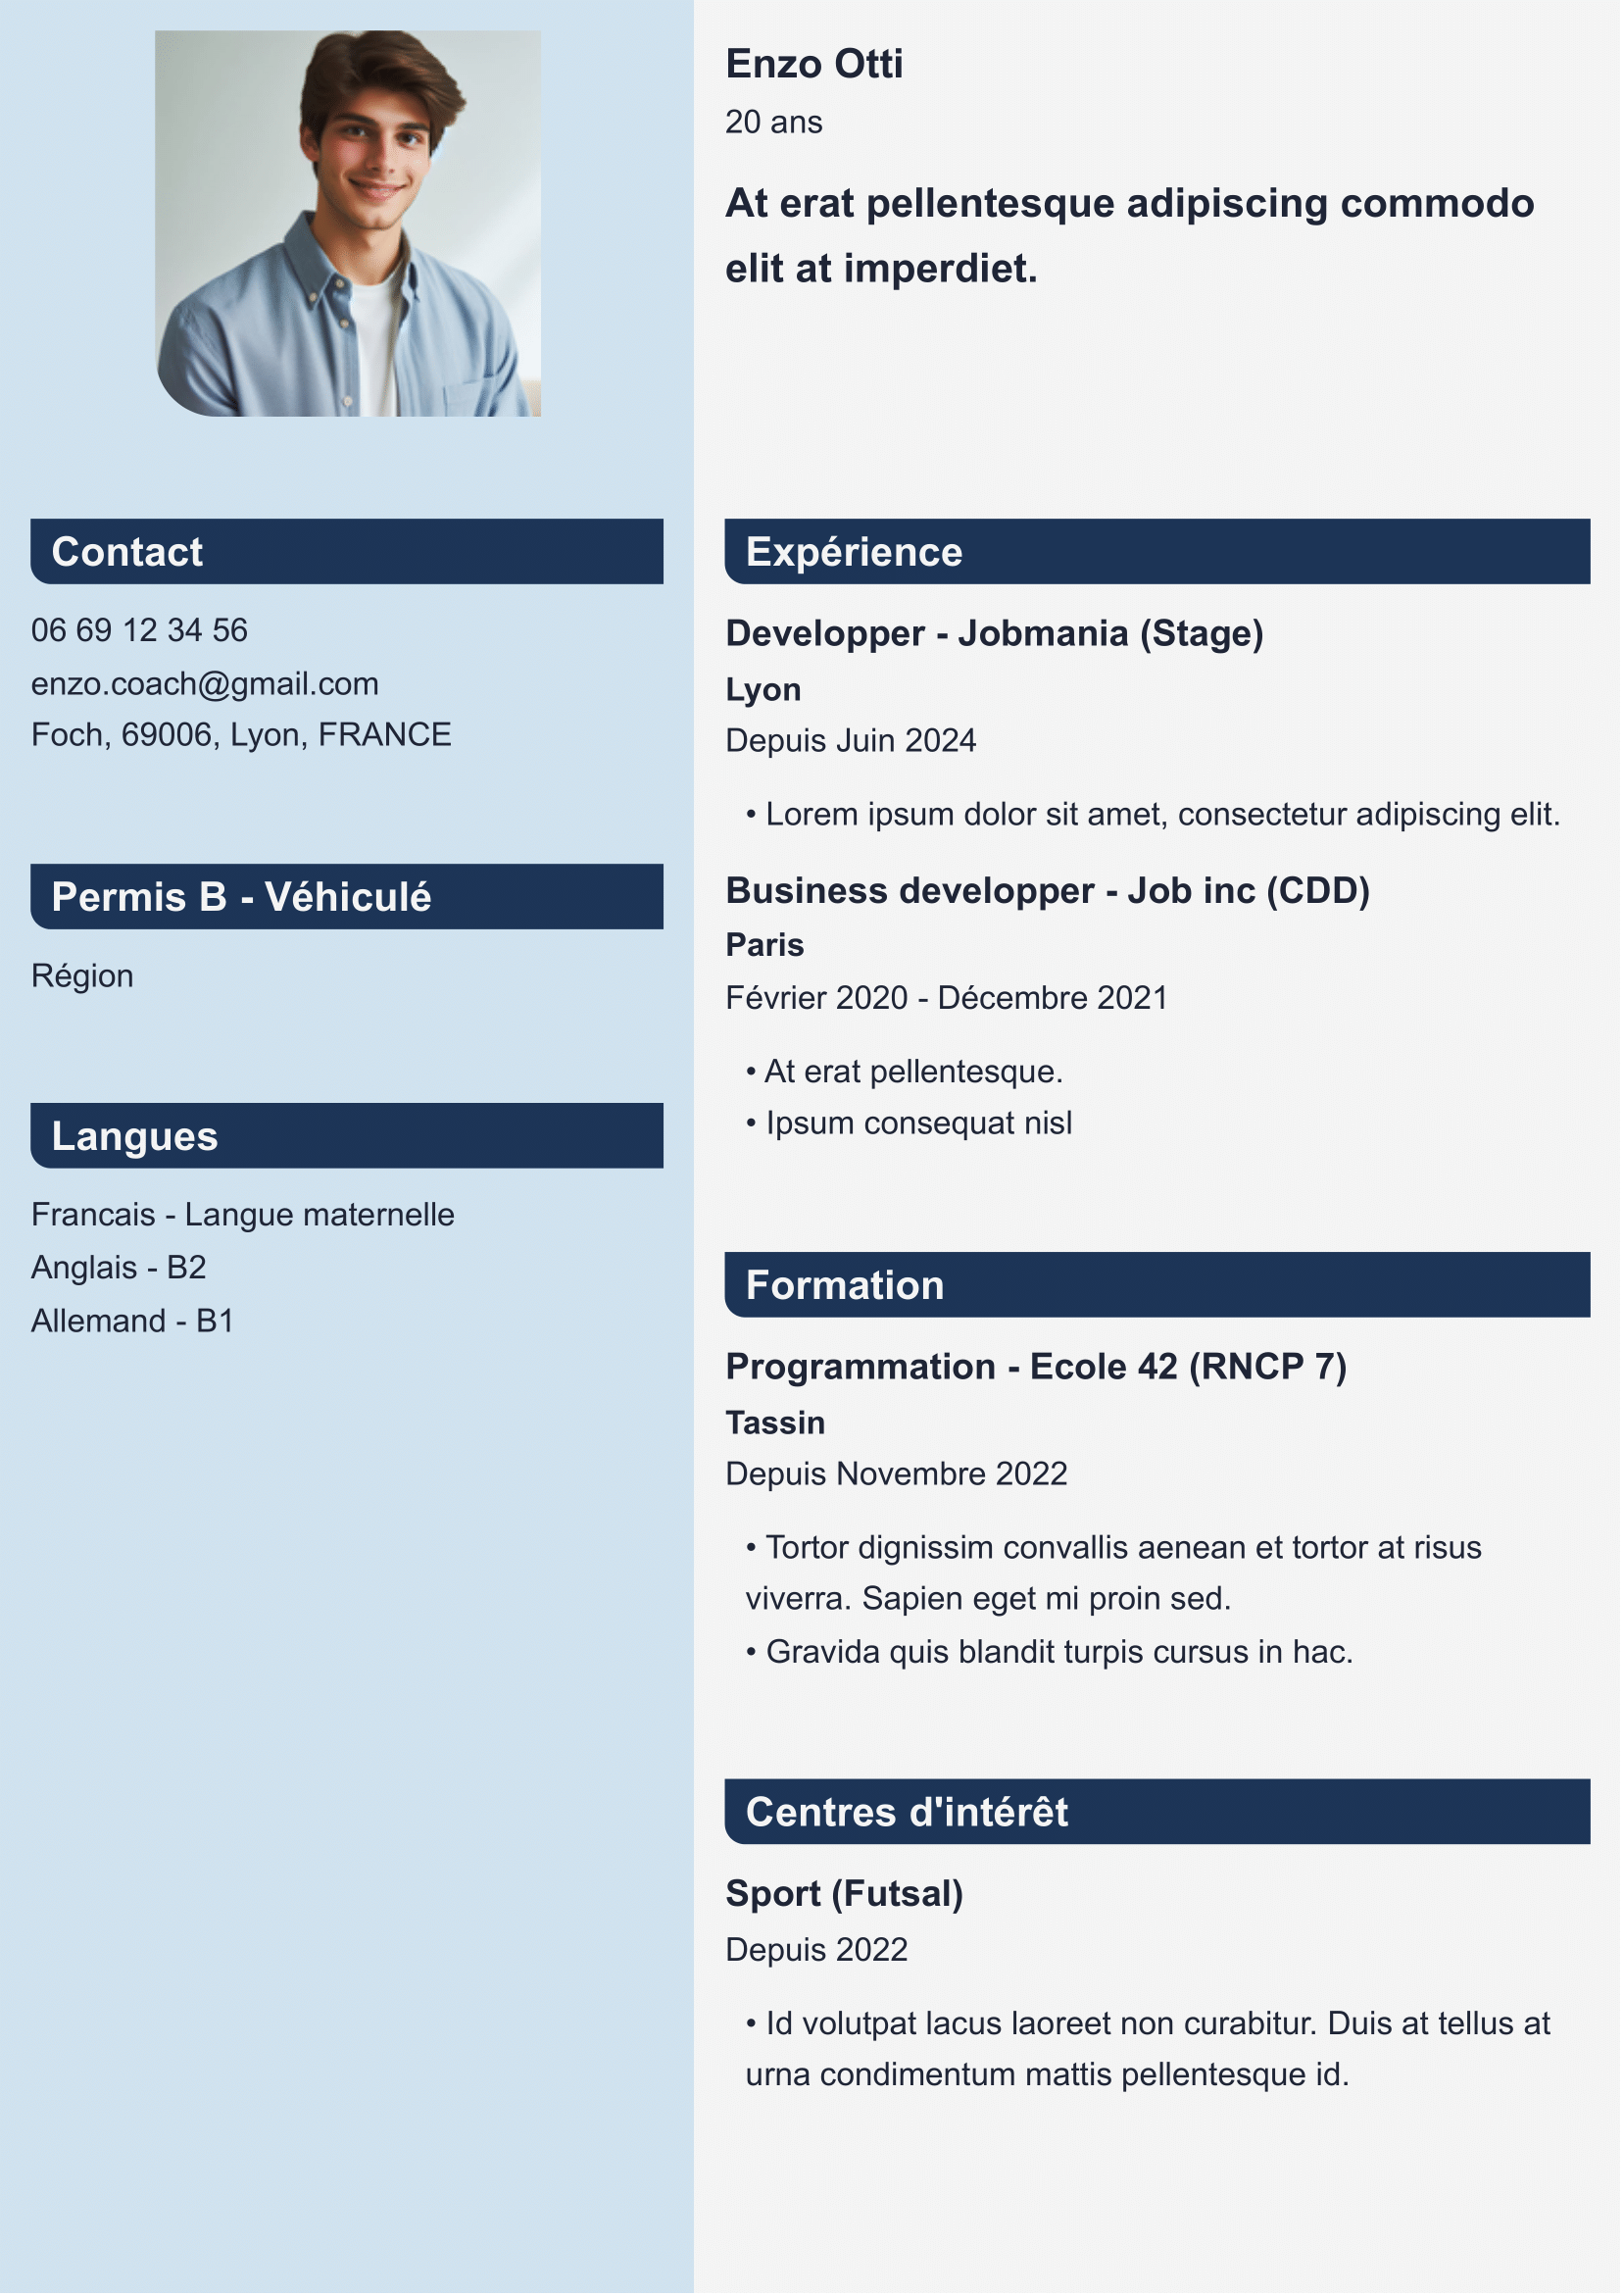 Enzo Otti
20 ans
At erat pellentesque adipiscing commodo
elit at imperdiet.
Contact
06 69 12 34 56
enzo.coach@gmail.com
Foch, 69006, Lyon, FRANCE
Permis B - Véhiculé
Région
Langues
Francais - Langue maternelle
Anglais - B2
Allemand - B1
Expérience
Developper - Jobmania (Stage)
Lyon
Depuis Juin 2024
• Lorem ipsum dolor sit amet, consectetur adipiscing elit.
Business developper - Job inc (CDD)
Paris
Février 2020 - Décembre 2021
• At erat pellentesque.
• Ipsum consequat nisl
Formation
Programmation - Ecole 42 (RNCP 7)
Tassin
Depuis Novembre 2022
• Tortor dignissim convallis aenean et tortor at risus
viverra. Sapien eget mi proin sed.
• Gravida quis blandit turpis cursus in hac.
Centres d'intérêt
Sport (Futsal)
Depuis 2022
• Id volutpat lacus laoreet non curabitur. Duis at tellus at
urna condimentum mattis pellentesque id.